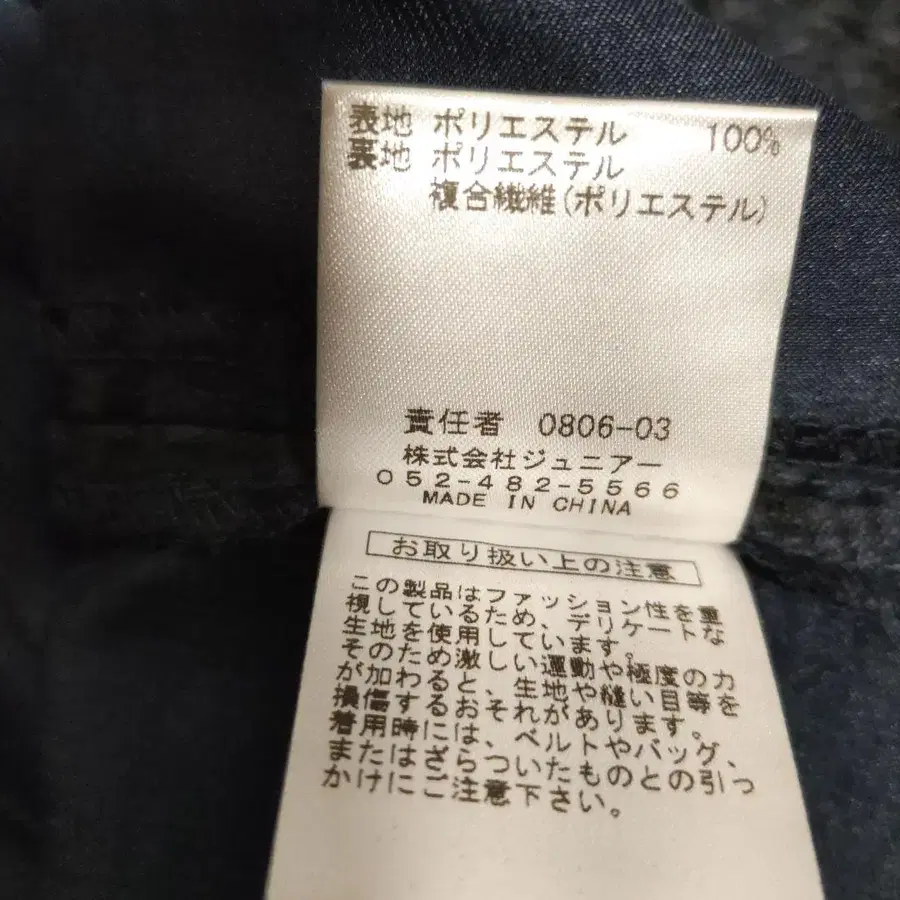 表地 ポリエステル 100%
裏地 ポリエステル
複合繊維(ポリエステル)
責任者 0806-03
株式会社ジュニアー
052-482-5566
MADE IN CHINA
お取り扱い上の注意
この製品はファッション性を重
視しているため、デリケートな
生地を使用しています。
そのため激しい運動や極度の力
が加わると、生地や縫い目等を
損傷するおそれがあります。
着用時には、ベルトやバッグ、
またはざらついたものとの引っ
かけにご注意下さい。